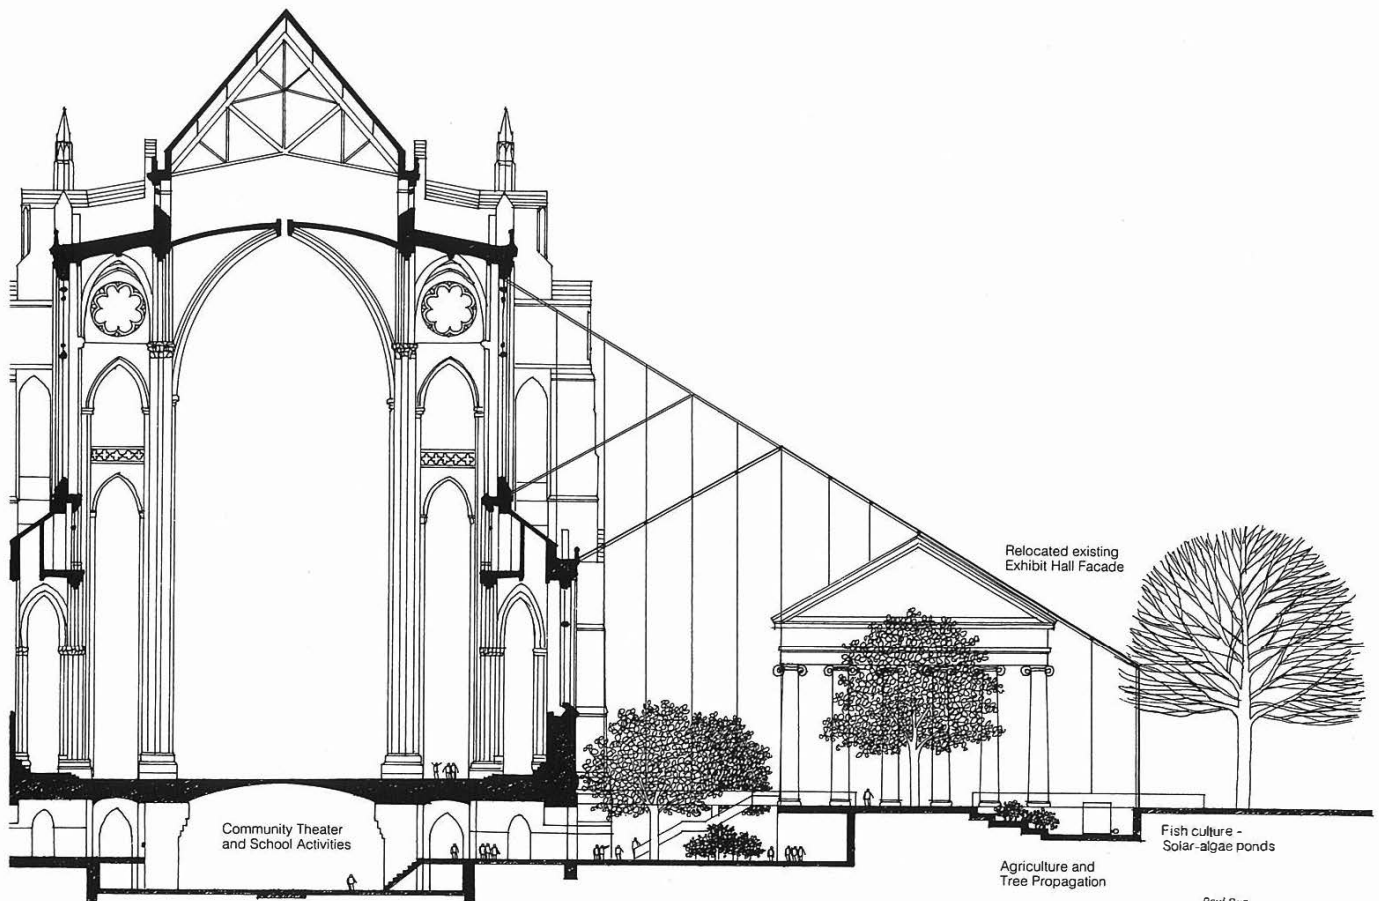 Relocated existing
Exhibit Hall Facade
Community Theater
and School Activities
Fish culture -
Solar-algae ponds
Agriculture and
Tree Propagation
Paul